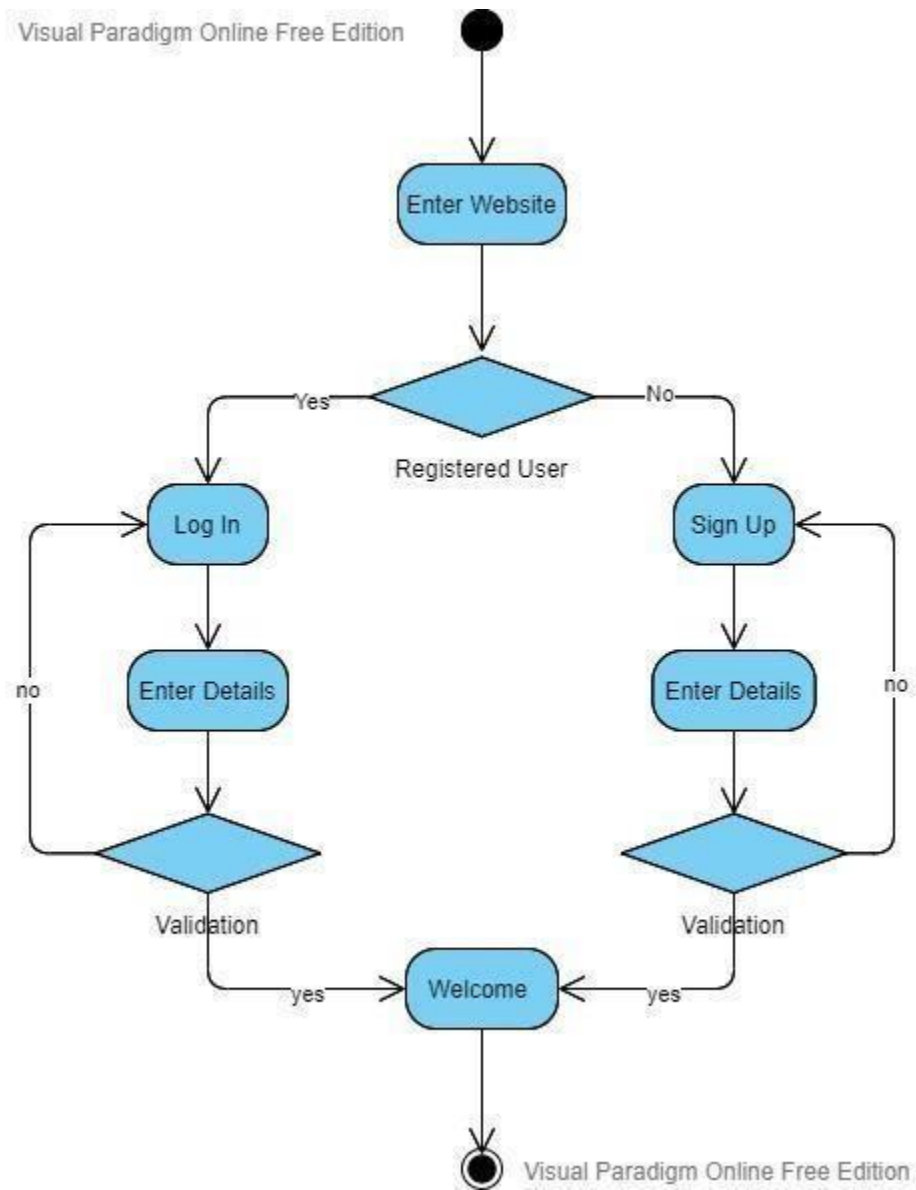 Visual Paradigm Online Free Edition
Enter Website
Yes
No
Registered User
Log In
Sign Up
no
Enter Details
Enter Details
no
Validation
Validation
yes
Welcome
yes
Visual Paradigm Online Free Edition